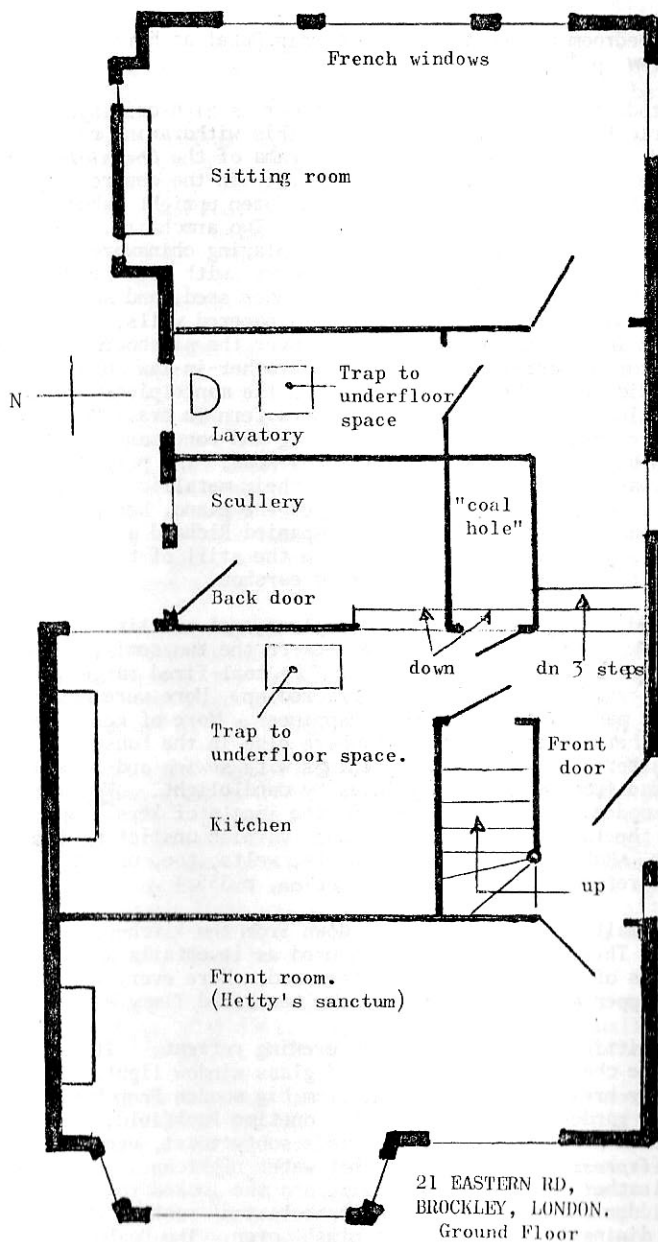 French windows
Sitting room
Trap to
underfloor
space
N
Lavatory
Scullery
"coal
hole"
Back door
down
dn 3 steps
Trap to
underfloor space.
Front
door
Kitchen
up
Front room.
(Hetty's sanctum)
21 EASTERN RD,
BROCKLEY, LONDON.
Ground Floor